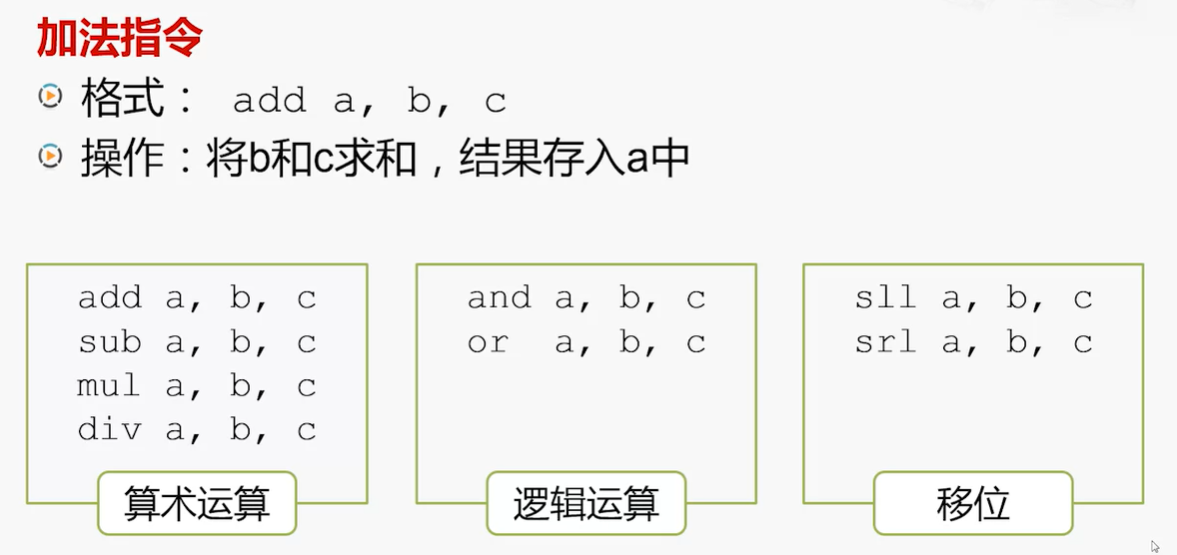 加法指令
格式： add a, b, c
操作：将b和c求和，结果存入a中
add a, b, c
sub a, b, c
mul a, b, c
div a, b, c
算术运算
and a, b, c
or a, b, c
逻辑运算
sll a, b, c
srl a, b, c
移位